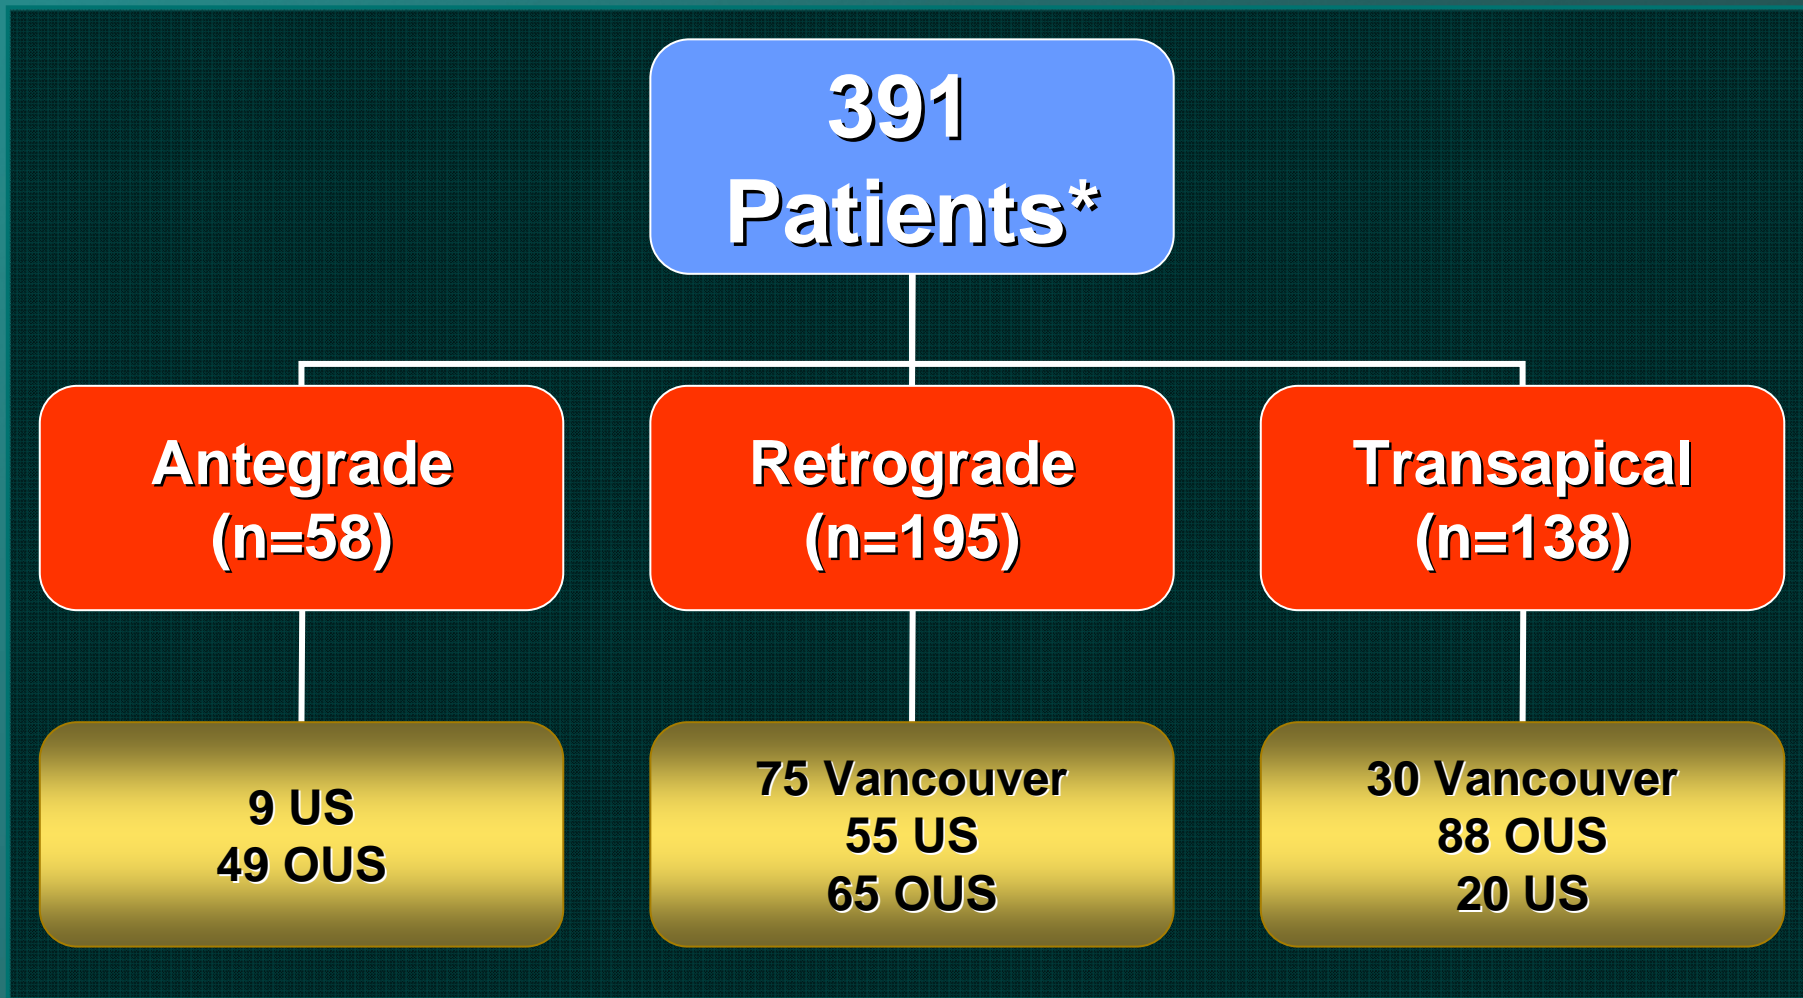 391
Patients*
Antegrade
(n=58)
Retrograde
(n=195)
Transapical
(n=138)
9 US
49 OUS
75 Vancouver
55 US
65 OUS
30 Vancouver
88 OUS
20 US